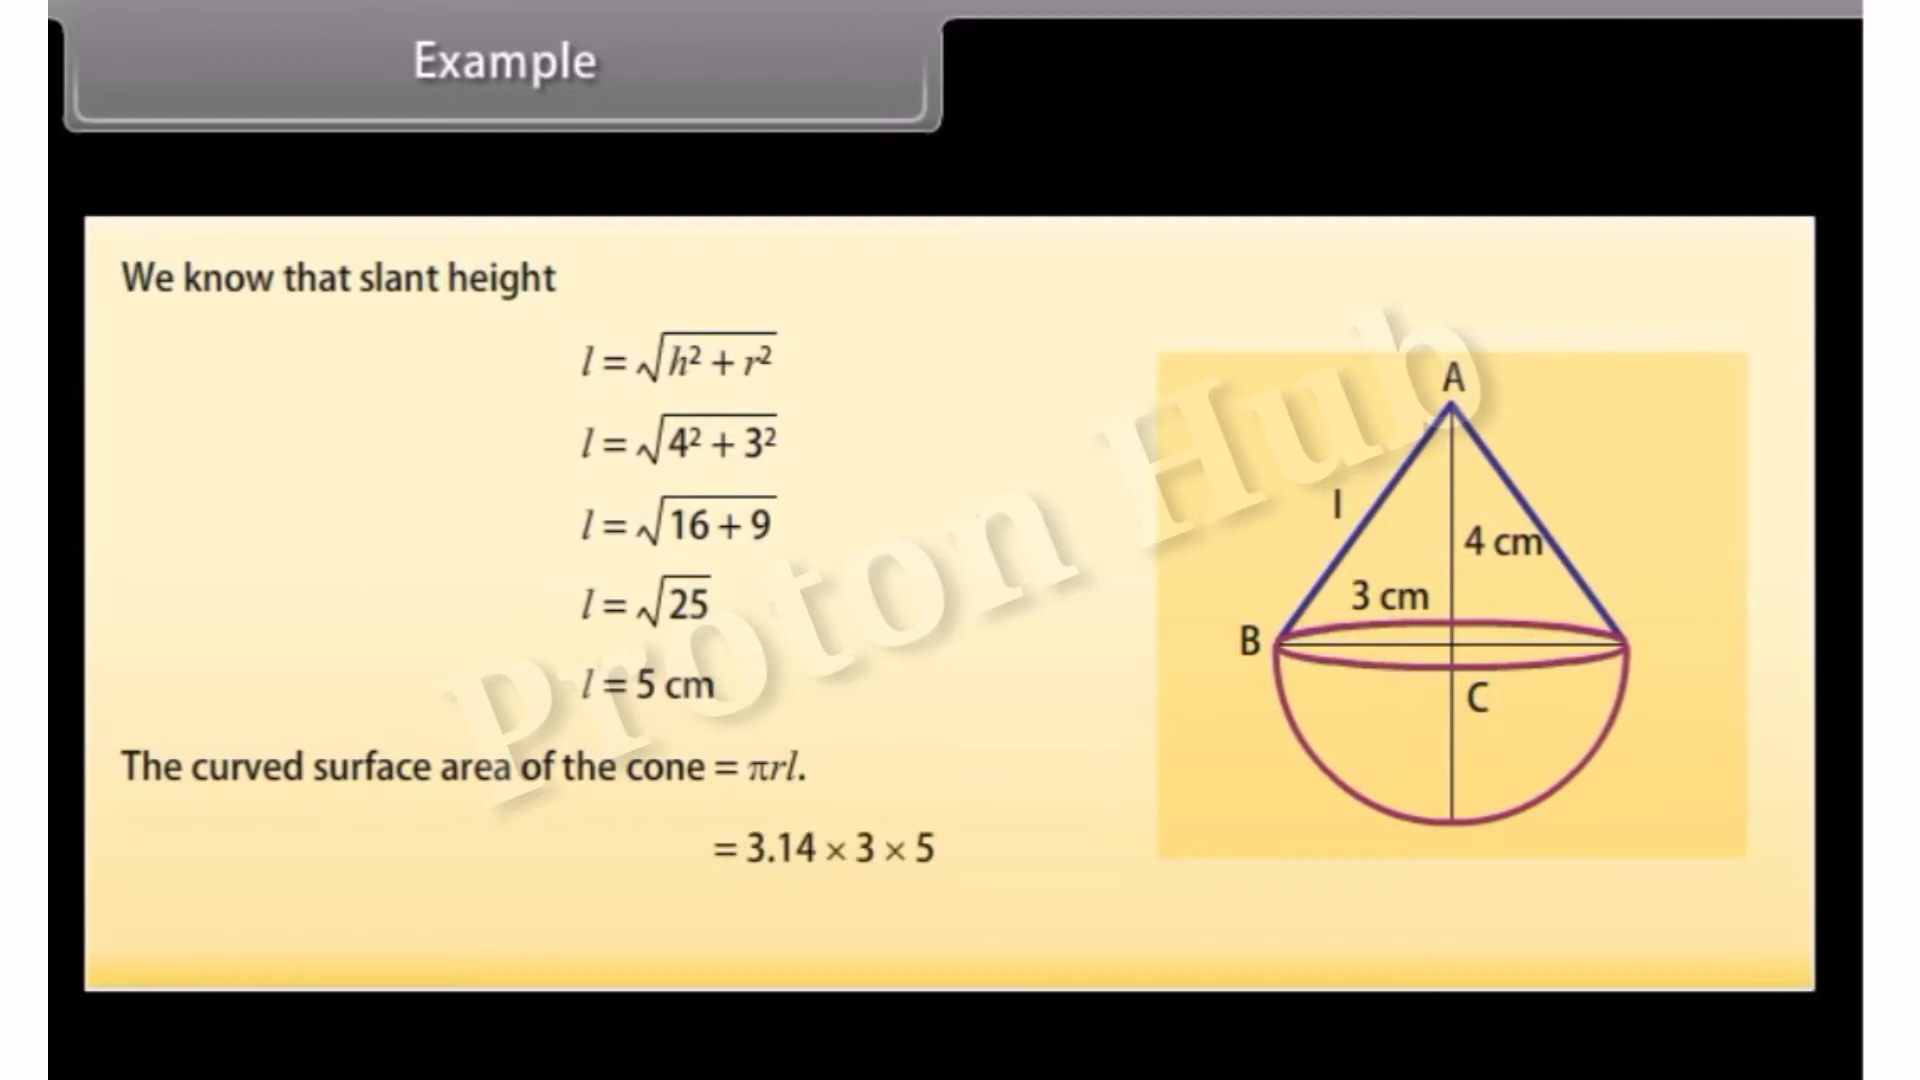 Example
We know that slant height
l = √h² + r²
l = √4² + 3²
l = √16 + 9
l = √25
l = 5 cm
The curved surface area of the cone = πrl.
= 3.14 × 3 × 5
A
l
4 cm
3 cm
B
C
Proton Hub